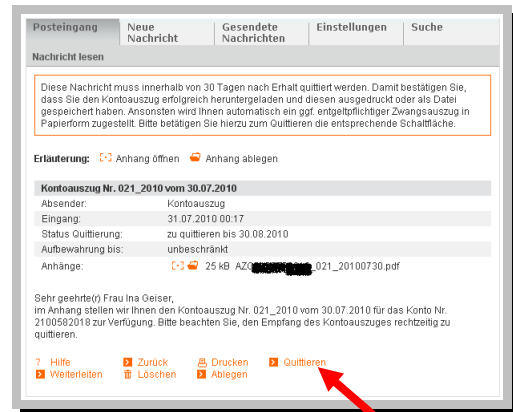 Posteingang Neue Nachricht Gesendete Nachrichten Einstellungen Suche
Nachricht lesen
Diese Nachricht muss innerhalb von 30 Tagen nach Erhalt quittiert werden. Damit bestätigen Sie,
dass Sie den Kontoauszug erfolgreich heruntergeladen und diesen ausgedruckt oder als Datei
gespeichert haben. Ansonsten wird Ihnen automatisch ein ggf. entgeltpflichtiger Zwangsauszug in
Papierform zugestellt. Bitte betätigen Sie hierzu zum Quittieren die entsprechende Schaltfläche.
Erläuterung: Anhang öffnen Anhang ablegen
Kontoauszug Nr. 021_2010 vom 30.07.2010
Absender: Kontoauszug
Eingang: 31.07.2010 00:17
Status Quittierung: zu quittieren bis 30.08.2010
Aufbewahrung bis: unbeschränkt
Anhänge: 25 kB AZ _021_20100730.pdf
Sehr geehrte(r) Frau Ina Geiser,
im Anhang stellen wir Ihnen den Kontoauszug Nr. 021_2010 vom 30.07.2010 für das Konto Nr.
2100582018 zur Verfügung. Bitte beachten Sie, den Empfang des Kontoauszuges rechtzeitig zu
quittieren.
? Hilfe Zurück Drucken Quittieren
Weiterleiten Löschen Ablegen